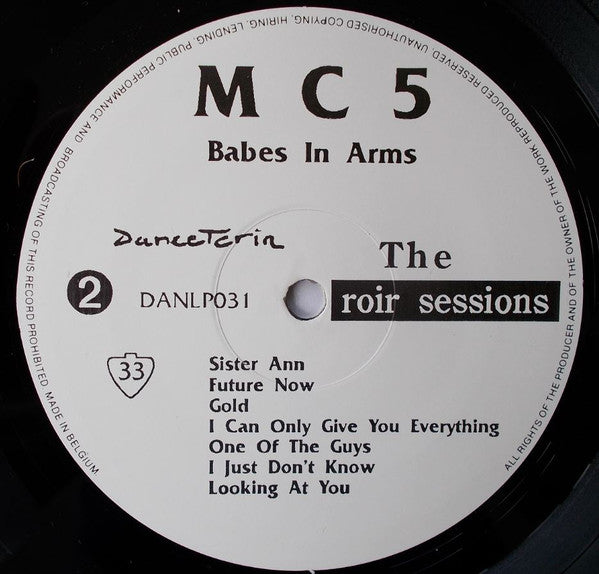 M C 5
Babes In Arms
Danceteria
The
roir sessions
2
DANLP031
33
Sister Ann
Future Now
Gold
I Can Only Give You Everything
One Of The Guys
I Just Don't Know
Looking At You
ALL RIGHTS OF THE PRODUCER AND OF THE OWNER OF THE WORK REPRODUCED RESERVED. UNAUTHORISED COPYING, HIRING, LENDING, PUBLIC PERFORMANCE AND BROADCASTING OF THIS RECORD PROHIBITED. MADE IN BELGIUM.